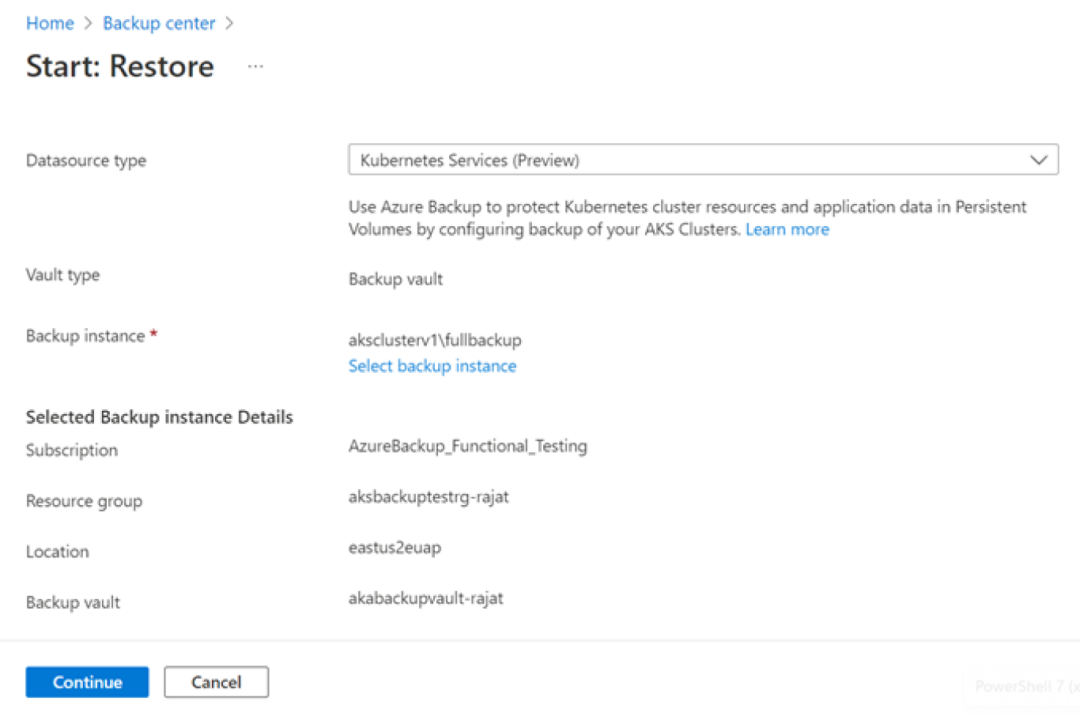 Home > Backup center >
Start: Restore ...
Datasource type
Kubernetes Services (Preview)
Use Azure Backup to protect Kubernetes cluster resources and application data in Persistent
Volumes by configuring backup of your AKS Clusters. Learn more
Vault type
Backup vault
Backup instance *
aksclusterv1\fullbackup
Select backup instance
Selected Backup instance Details
Subscription
AzureBackup_Functional_Testing
Resource group
aksbackuptestrg-rajat
Location
eastus2euap
Backup vault
akabackupvault-rajat
Continue
Cancel
PowerShell 7 (x